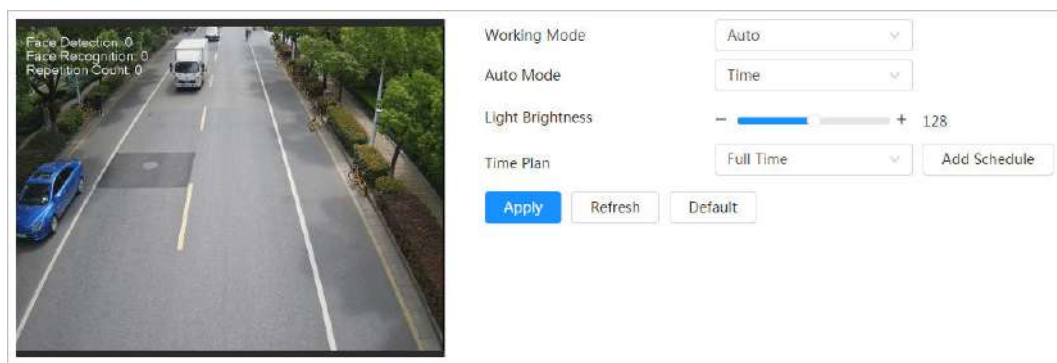 Face Detection: 0
Face Recognition: 0
Repetition Count: 0
Working Mode Auto
Auto Mode Time
Light Brightness − + 128
Time Plan Full Time Add Schedule
Apply Refresh Default